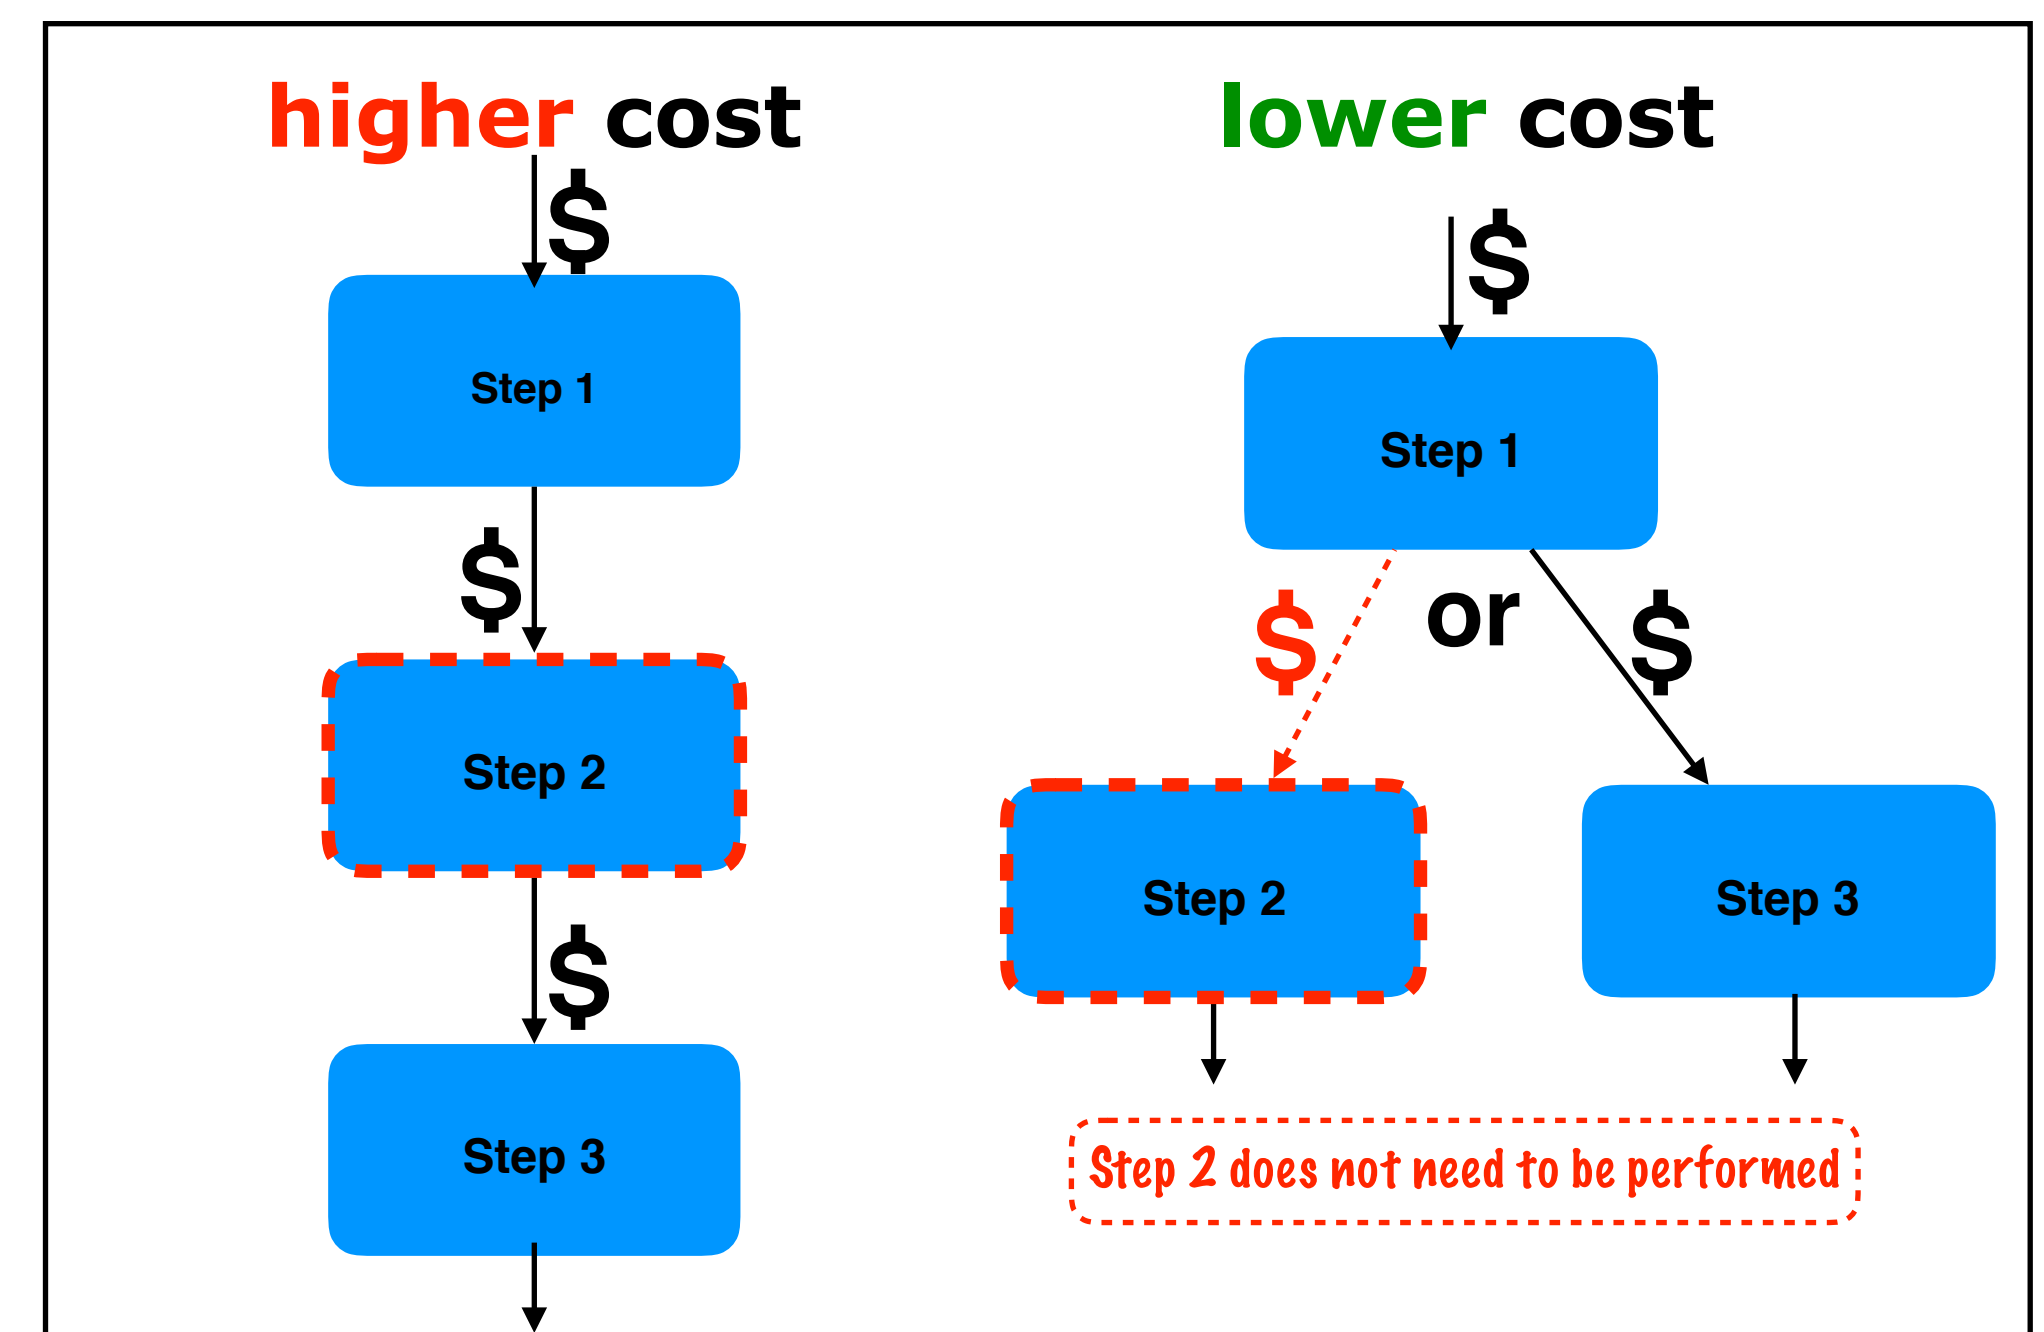 higher cost
$
Step 1
$
Step 2
$
Step 3
lower cost
$
Step 1
$ or $
Step 2
Step 3
Step 2 does not need to be performed